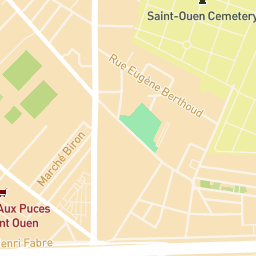 Saint-Ouen Cemetery
Rue Eugène Berthoud
Marché Biron
Aux Puces
nt Ouen
enri Fabre